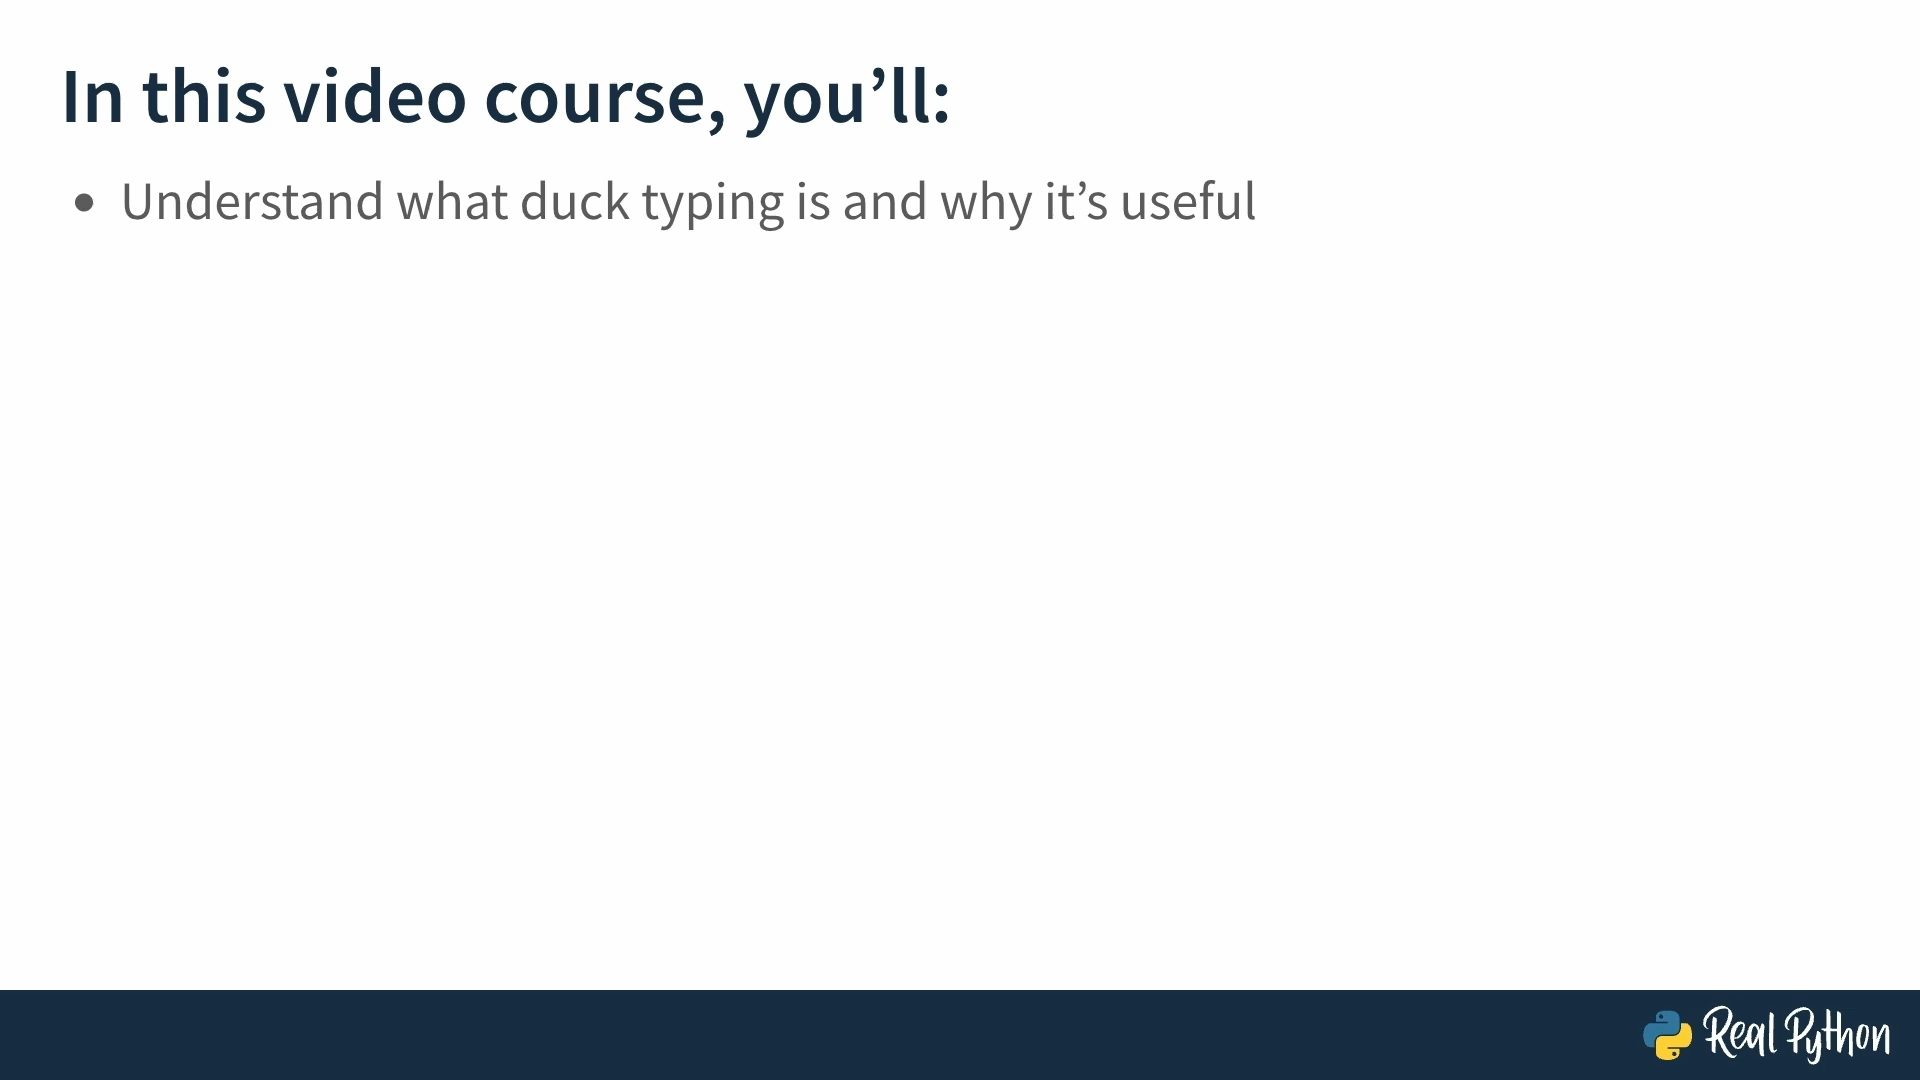 In this video course, you’ll:
• Understand what duck typing is and why it’s useful
Real Python